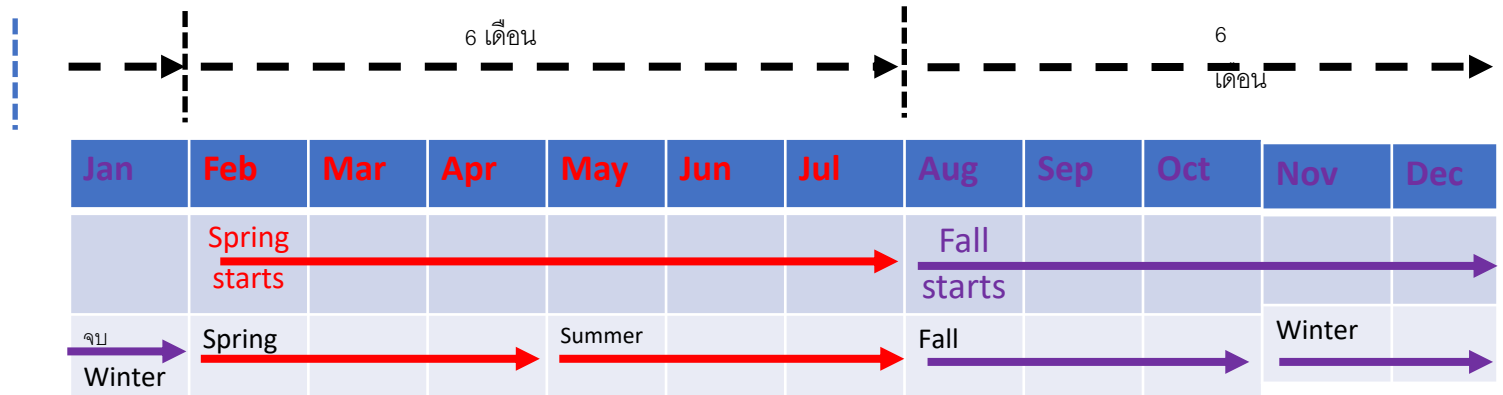 6 เดือน
6
เดือน
Jan Feb Mar Apr May Jun Jul Aug Sep Oct Nov Dec
Spring
starts
Fall
starts
จบ
Winter
Spring
Summer
Fall
Winter